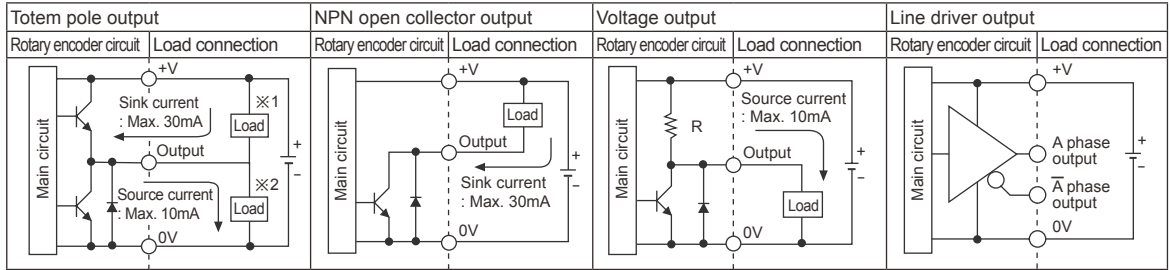 Totem pole output
Rotary encoder circuit Load connection
Main circuit
+V
Sink current
: Max. 30mA
※1
Load
Output
Source current
: Max. 10mA
※2
Load
0V
+
−
NPN open collector output
Rotary encoder circuit Load connection
Main circuit
+V
Load
Output
Sink current
: Max. 30mA
0V
+
−
Voltage output
Rotary encoder circuit Load connection
Main circuit
+V
Source current
: Max. 10mA
R
Output
Load
0V
+
−
Line driver output
Rotary encoder circuit Load connection
Main circuit
+V
A phase
output
A̅ phase
output
0V
+
−